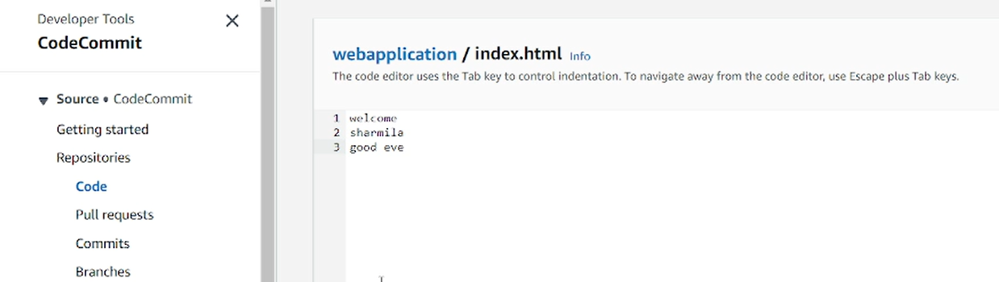 Developer Tools
CodeCommit
Source • CodeCommit
Getting started
Repositories
Code
Pull requests
Commits
Branches
webapplication / index.html Info
The code editor uses the Tab key to control indentation. To navigate away from the code editor, use Escape plus Tab keys.
1 welcome
2 sharmila
3 good eve